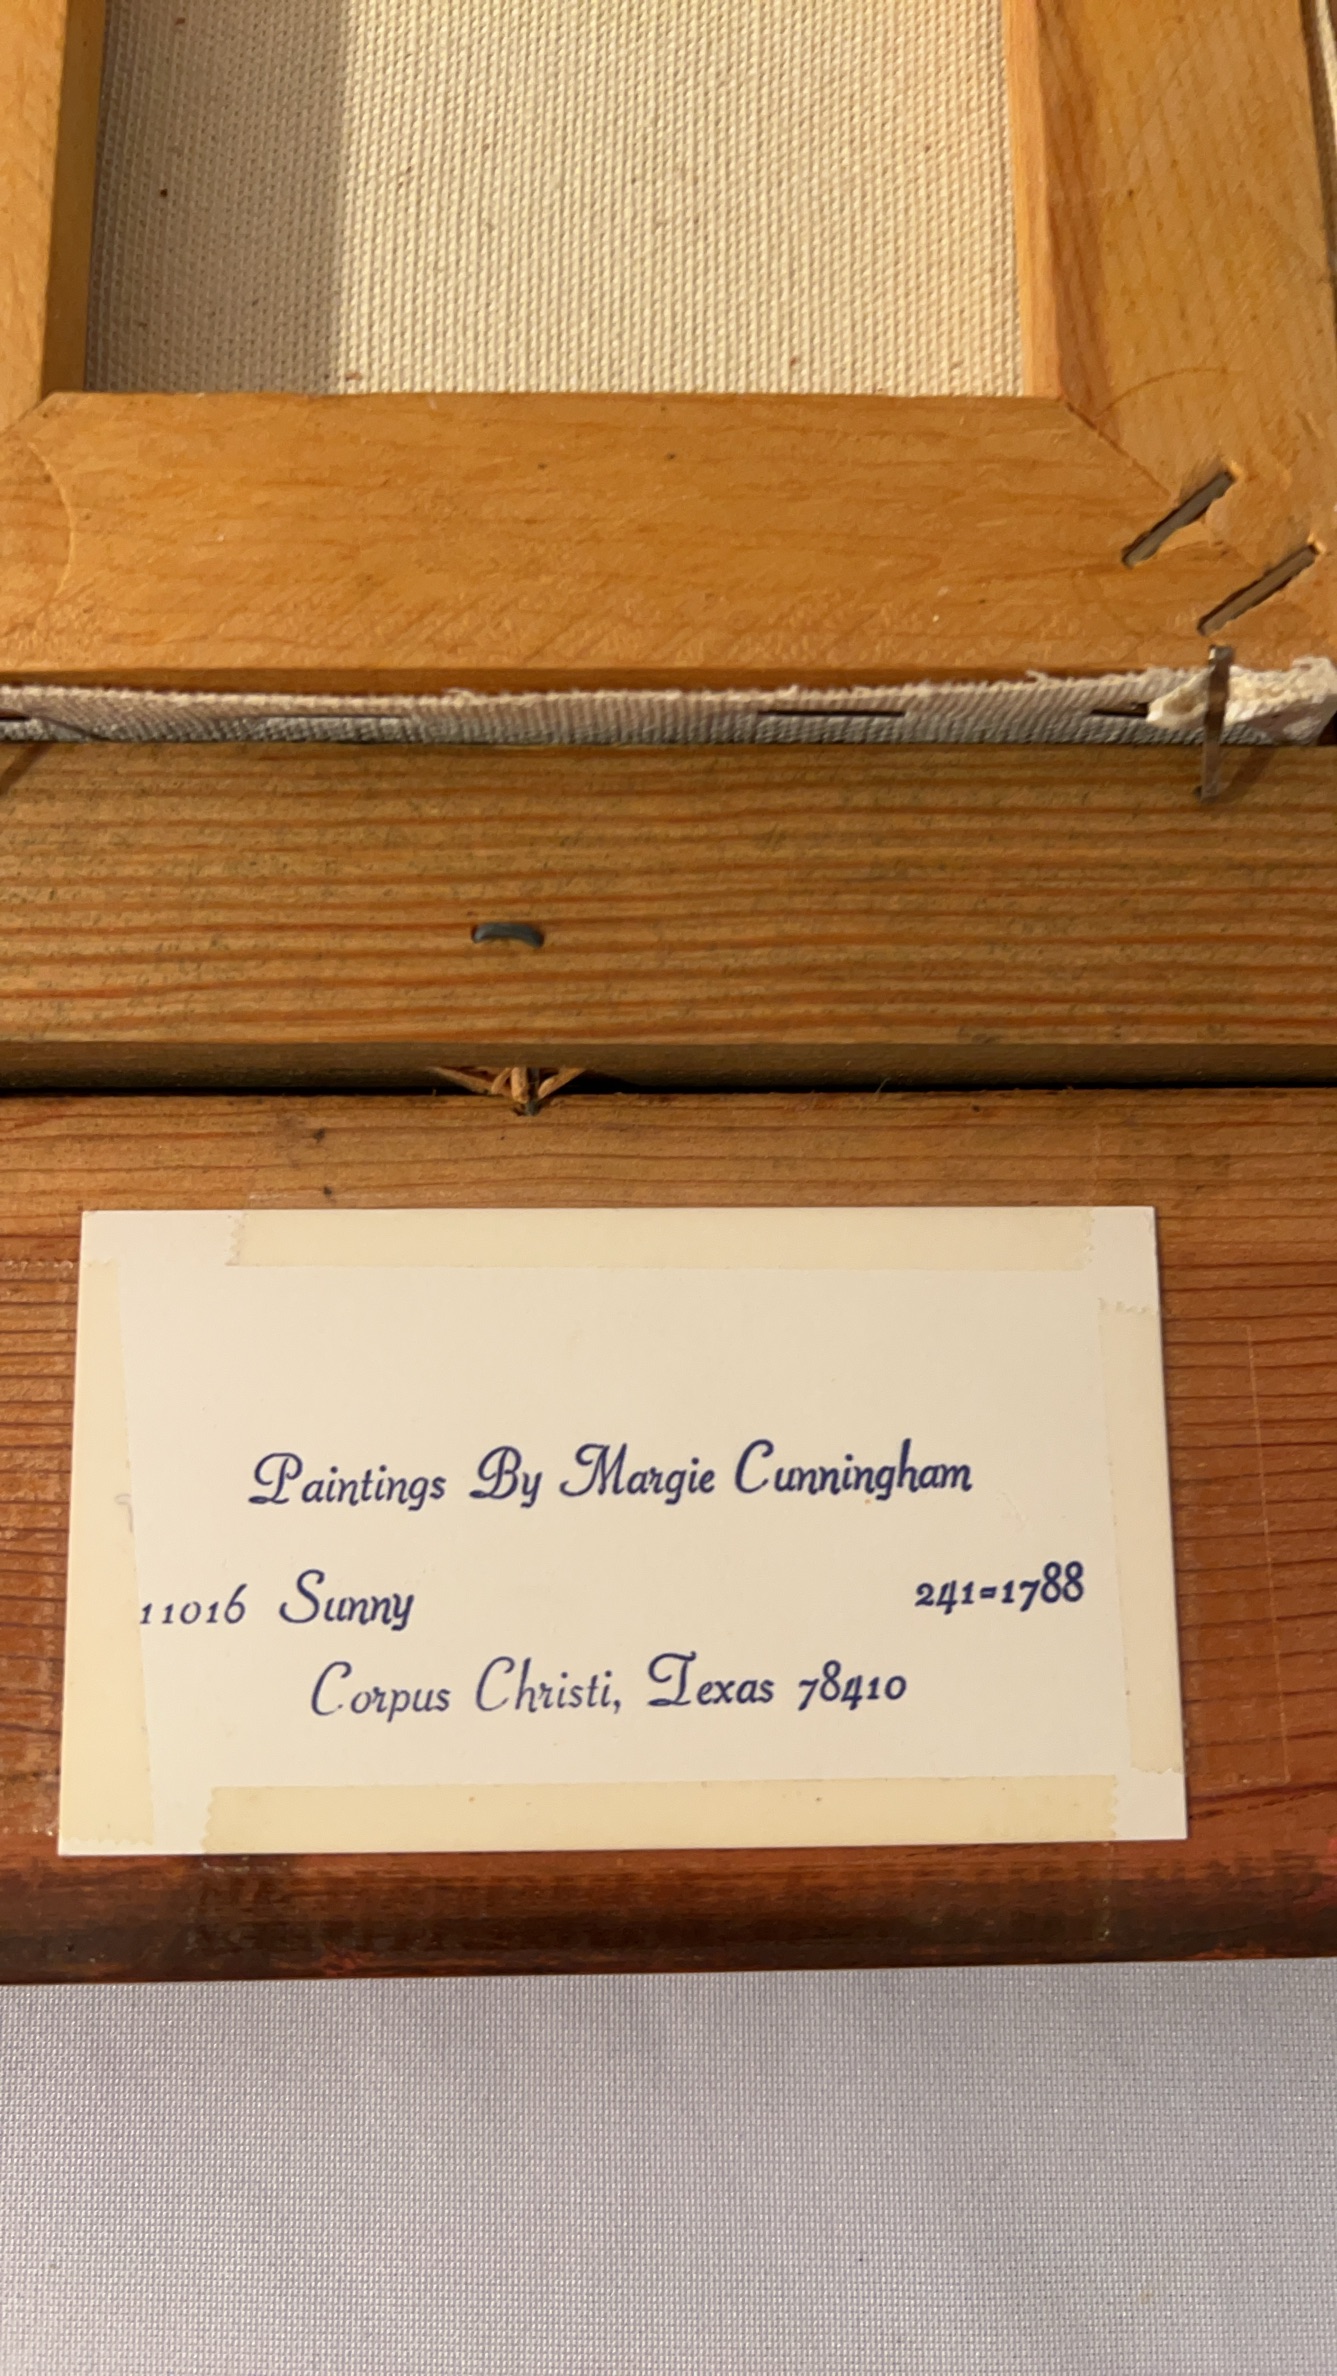 Paintings By Margie Cunningham
11016 Sunny 241=1788
Corpus Christi, Texas 78410